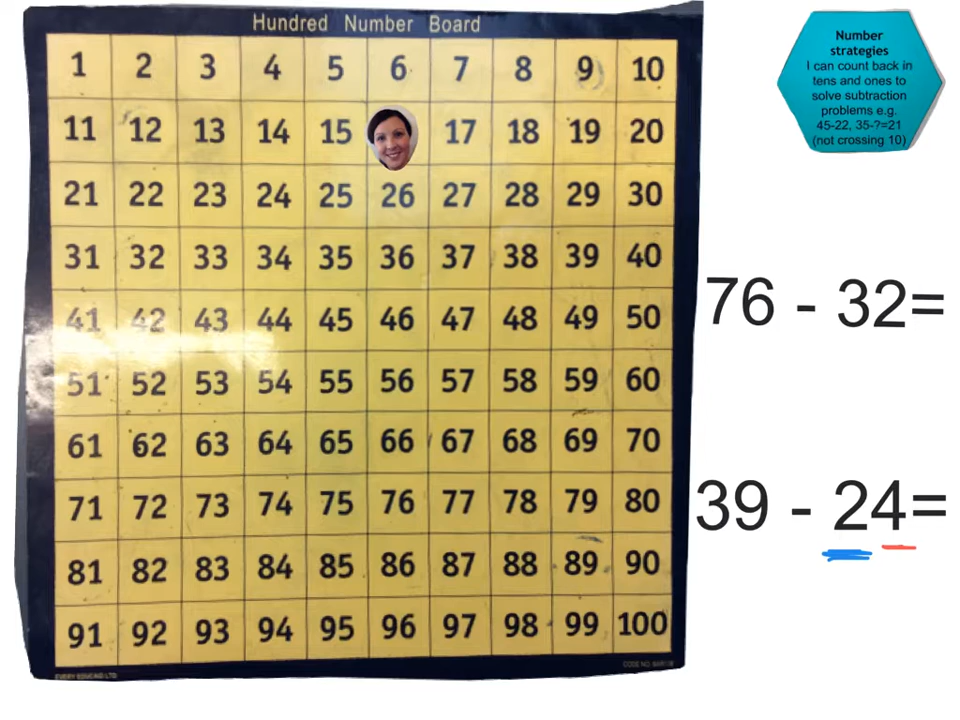 Hundred Number Board
1 2 3 4 5 6 7 8 9 10
11 12 13 14 15 17 18 19 20
21 22 23 24 25 26 27 28 29 30
31 32 33 34 35 36 37 38 39 40
41 42 43 44 45 46 47 48 49 50
51 52 53 54 55 56 57 58 59 60
61 62 63 64 65 66 67 68 69 70
71 72 73 74 75 76 77 78 79 80
81 82 83 84 85 86 87 88 89 90
91 92 93 94 95 96 97 98 99 100
Number
strategies
I can count back in
tens and ones to
solve subtraction
problems e.g.
45-22, 35-?=21
(not crossing 10)
76 - 32=
39 - 24=